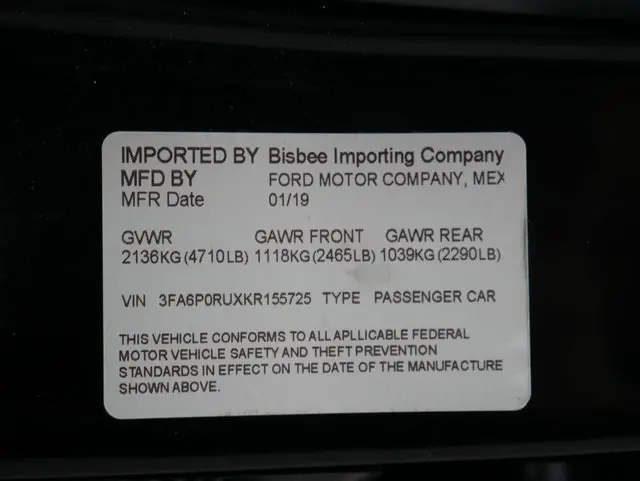 IMPORTED BY Bisbee Importing Company
MFD BY FORD MOTOR COMPANY, MEX
MFR Date 01/19
GVWR GAWR FRONT GAWR REAR
2136KG (4710LB) 1118KG (2465LB) 1039KG (2290LB)
VIN 3FA6P0RUXKR155725 TYPE PASSENGER CAR
THIS VEHICLE CONFORMS TO ALL APLLICABLE FEDERAL
MOTOR VEHICLE SAFETY AND THEFT PREVENTION
STANDARDS IN EFFECT ON THE DATE OF THE MANUFACTURE
SHOWN ABOVE.